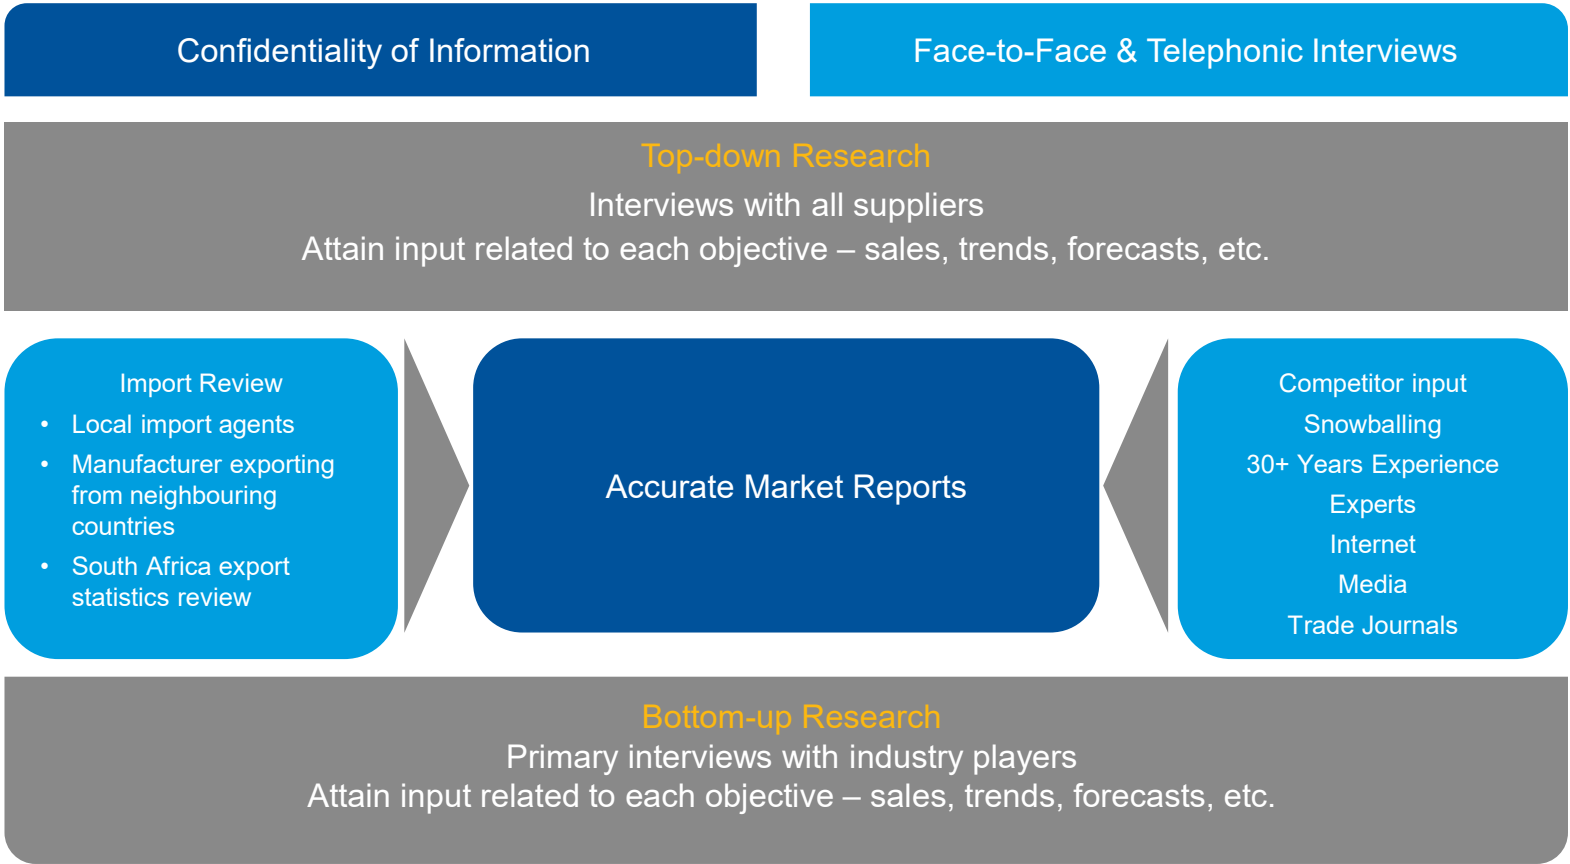 Confidentiality of Information
Face-to-Face & Telephonic Interviews
Top-down Research
Interviews with all suppliers
Attain input related to each objective – sales, trends, forecasts, etc.
Import Review
• Local import agents
• Manufacturer exporting
from neighbouring
countries
• South Africa export
statistics review
Accurate Market Reports
Competitor input
Snowballing
30+ Years Experience
Experts
Internet
Media
Trade Journals
Bottom-up Research
Primary interviews with industry players
Attain input related to each objective – sales, trends, forecasts, etc.